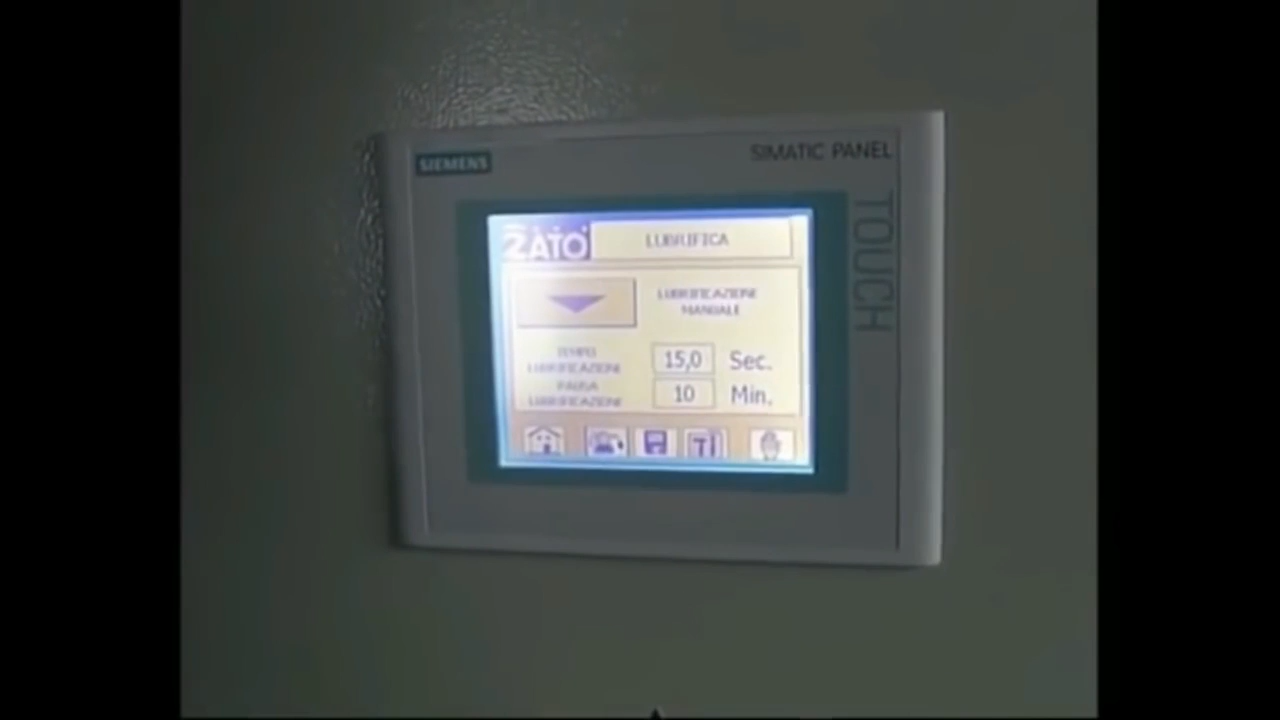 SIEMENS
SIMATIC PANEL
TOUCH
ZATO
LUBRIFICA
LUBRIFICAZIONE
MANUALE
TEMPO
LUBRIFICAZIONE
15,0 Sec.
PAUSA
LUBRIFICAZIONE
10 Min.